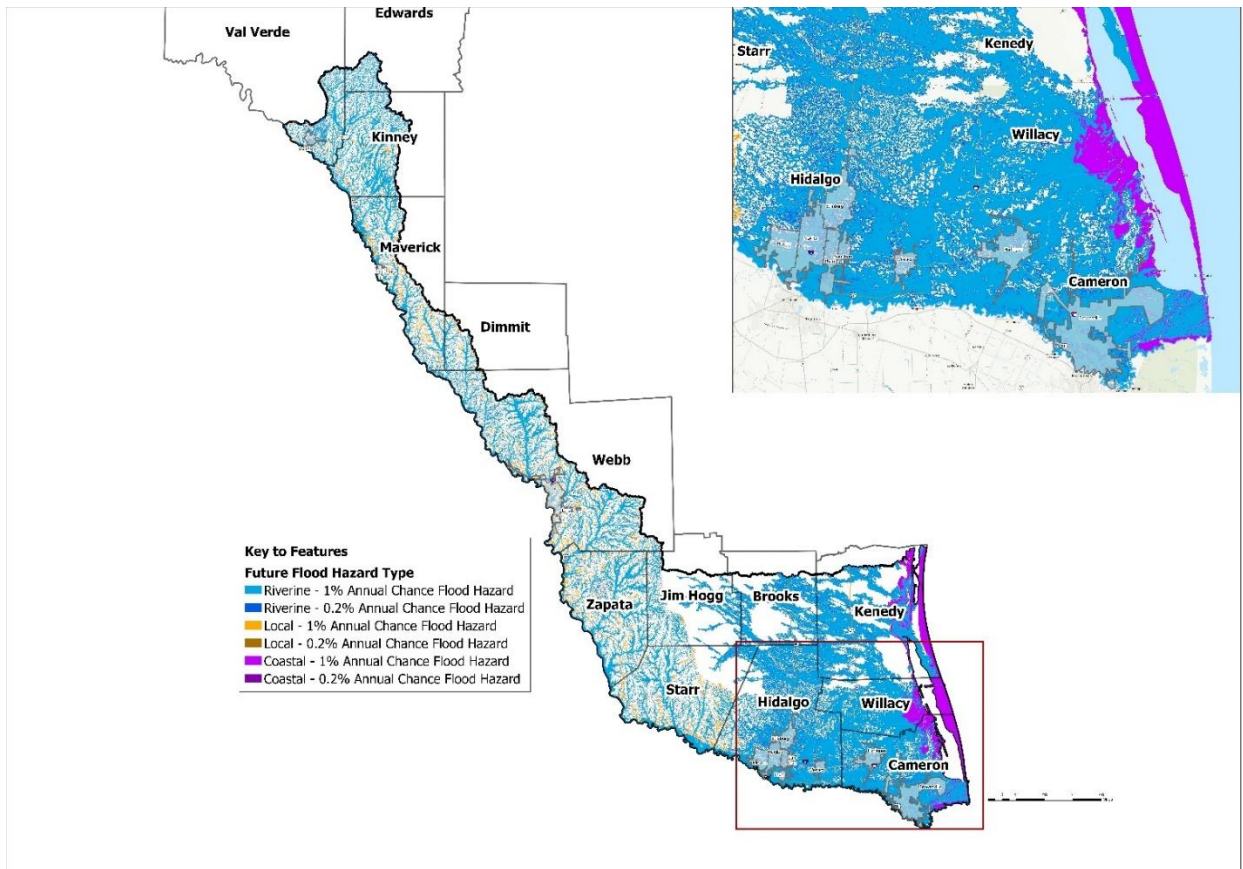 Edwards
Val Verde
Kenedy
Starr
Willacy
Kinney
Hidalgo
Maverick
Cameron
Dimmit
Webb
Key to Features
Future Flood Hazard Type
Riverine - 1% Annual Chance Flood Hazard
Riverine - 0.2% Annual Chance Flood Hazard
Local - 1% Annual Chance Flood Hazard
Local - 0.2% Annual Chance Flood Hazard
Coastal - 1% Annual Chance Flood Hazard
Coastal - 0.2% Annual Chance Flood Hazard
Zapata
Jim Hogg
Brooks
Kenedy
Starr
Hidalgo
Willacy
Cameron